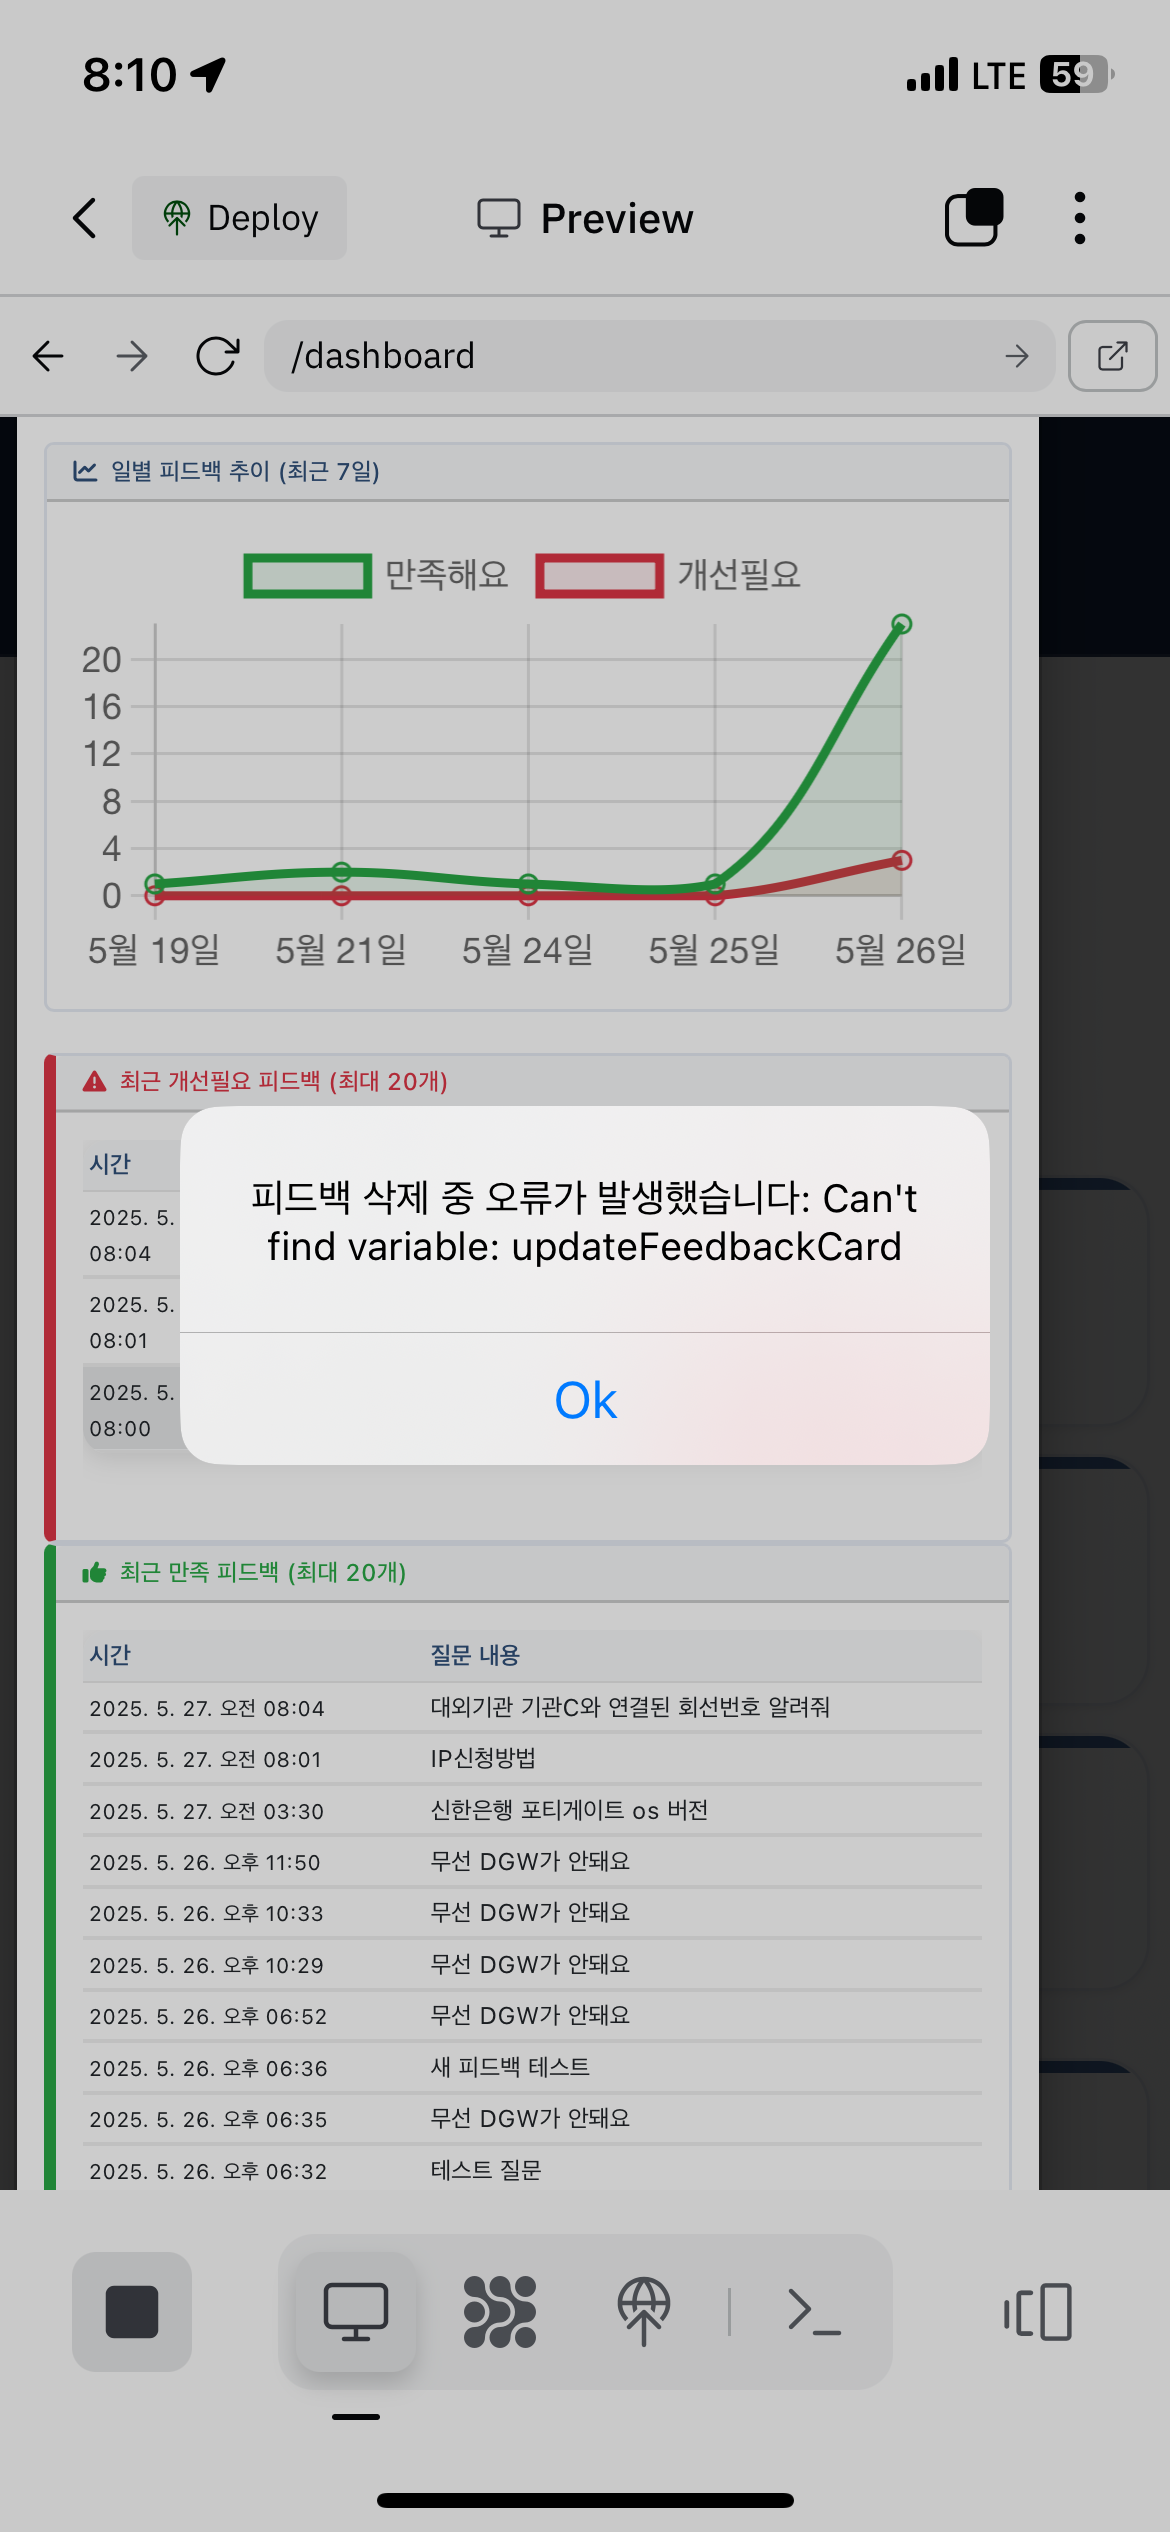 8:10
LTE 59
Deploy
Preview
/dashboard
일별 피드백 추이 (최근 7일)
만족해요 개선필요
20
16
12
8
4
0
5월 19일 5월 21일 5월 24일 5월 25일 5월 26일
최근 개선필요 피드백 (최대 20개)
시간
2025. 5.
08:04
2025. 5.
08:01
2025. 5.
08:00
피드백 삭제 중 오류가 발생했습니다: Can't
find variable: updateFeedbackCard
Ok
최근 만족 피드백 (최대 20개)
시간 질문 내용
2025. 5. 27. 오전 08:04 대외기관 기관C와 연결된 회선번호 알려줘
2025. 5. 27. 오전 08:01 IP신청방법
2025. 5. 27. 오전 03:30 신한은행 포티게이트 os 버전
2025. 5. 26. 오후 11:50 무선 DGW가 안돼요
2025. 5. 26. 오후 10:33 무선 DGW가 안돼요
2025. 5. 26. 오후 10:29 무선 DGW가 안돼요
2025. 5. 26. 오후 06:52 무선 DGW가 안돼요
2025. 5. 26. 오후 06:36 새 피드백 테스트
2025. 5. 26. 오후 06:35 무선 DGW가 안돼요
2025. 5. 26. 오후 06:32 테스트 질문